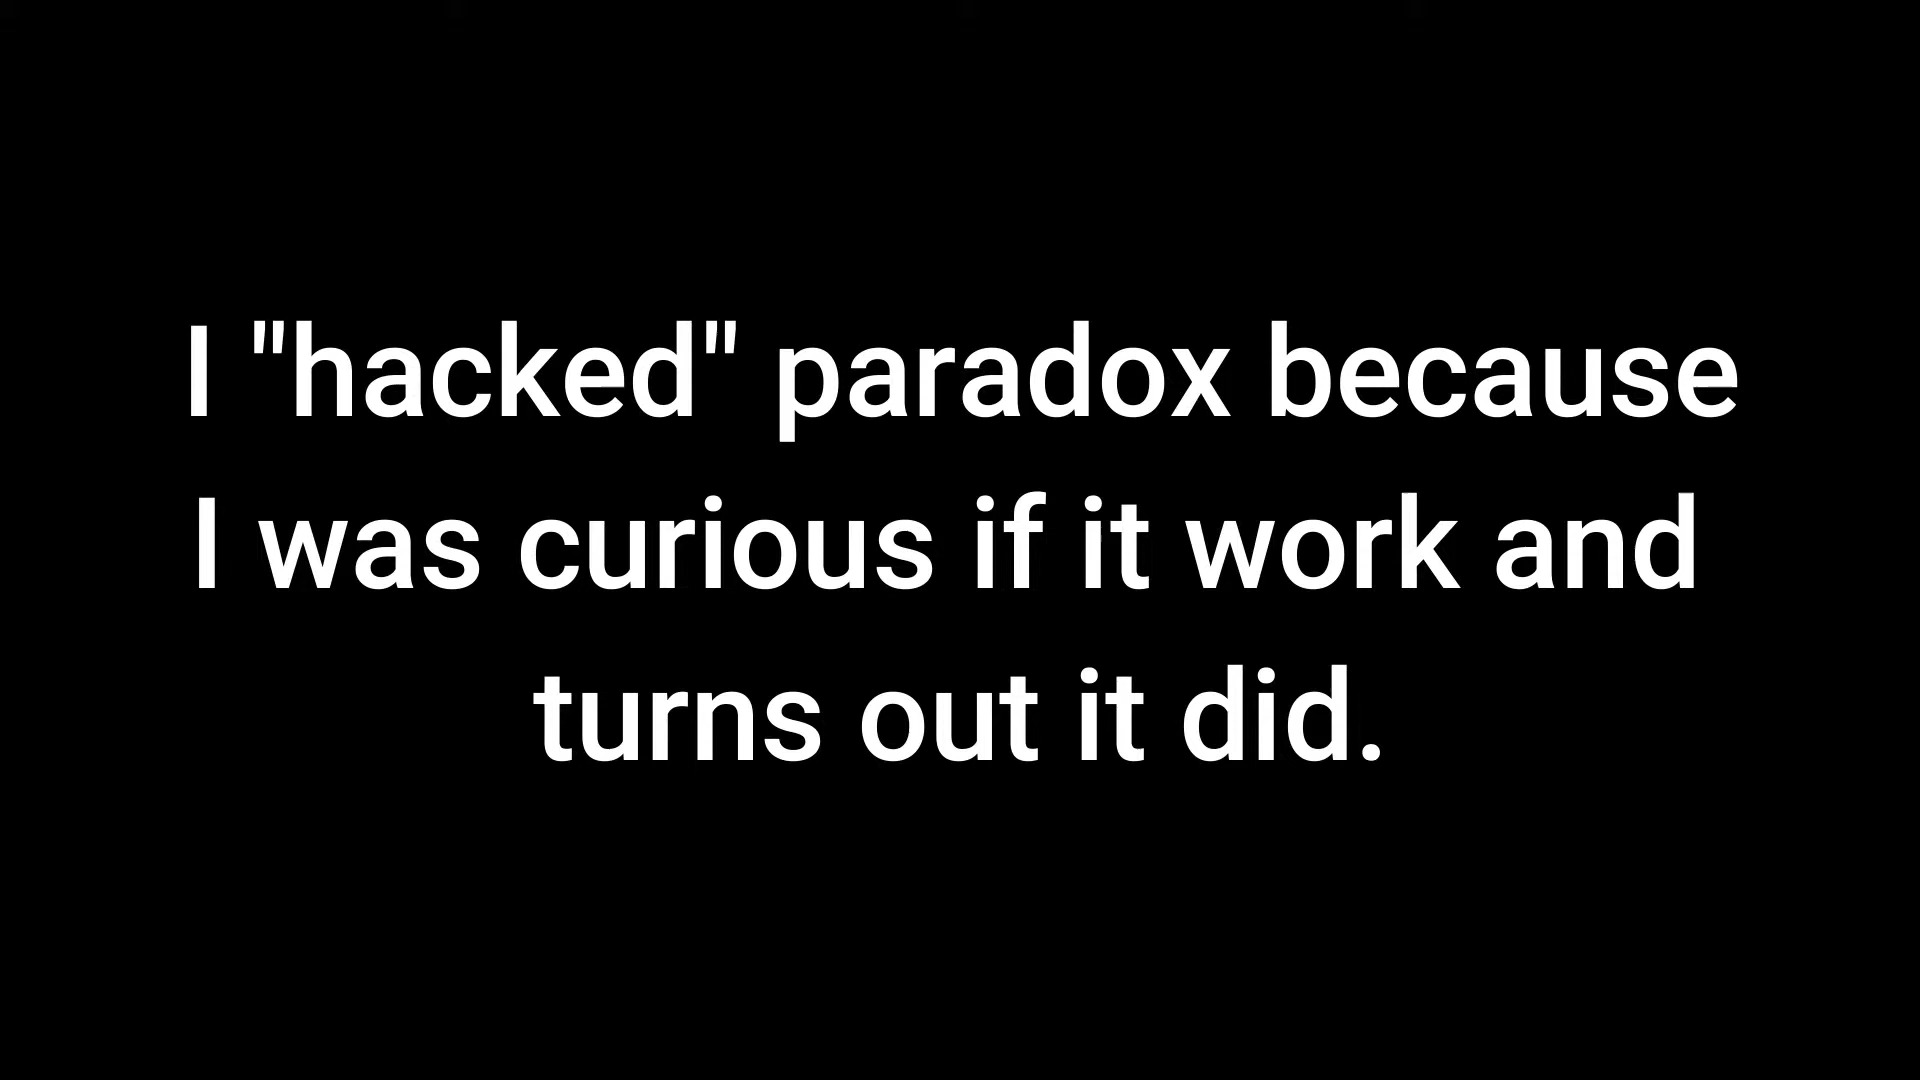 I "hacked" paradox because
I was curious if it work and
turns out it did.